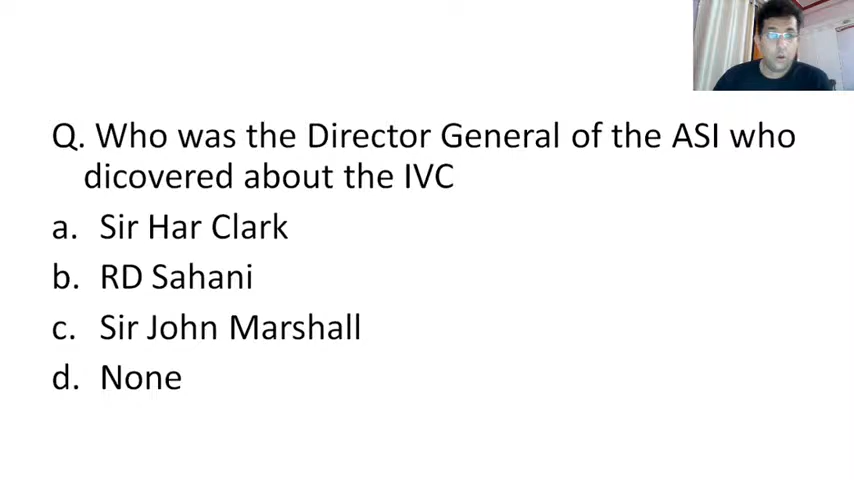 Q. Who was the Director General of the ASI who
dicovered about the IVC
a. Sir Har Clark
b. RD Sahani
c. Sir John Marshall
d. None